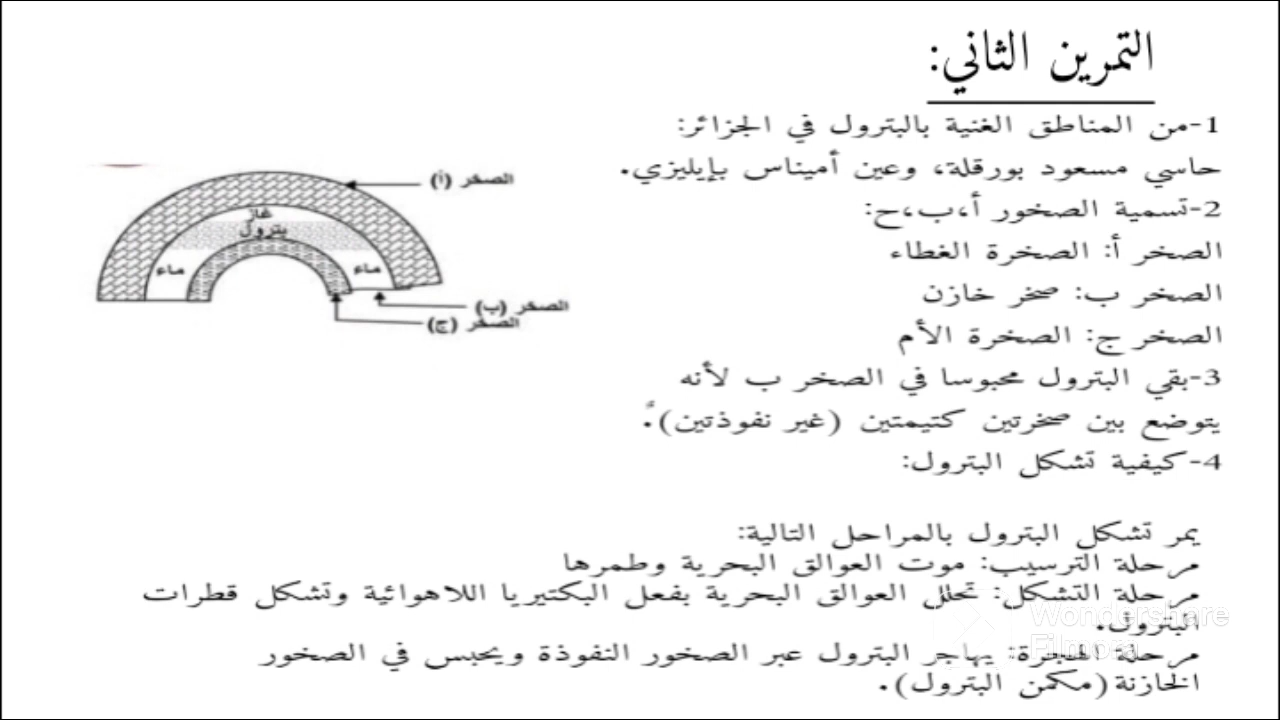 التمرين الثاني:
1-من المناطق الغنية بالبترول في الجزائر:
حاسي مسعود بورقلة، وعين أميناس بإيليزي.
2-تسمية الصخور أ،ب،ح:
الصخر أ: الصخرة الغطاء
الصخر ب: صخر خازن
الصخر ج: الصخرة الأم
3-بقي البترول محبوسا في الصخر ب لأنه
يتوضع بين صخرتين كتيمتين (غير نفوذتين).
4-كيفية تشكل البترول:
الصخر (أ)
غاز
بترول
ماء
ماء
الصخر (ب)
الصخر (ج)
يمر تشكل البترول بالمراحل التالية:
مرحلة الترسيب: موت العوالق البحرية وطمرها
مرحلة التشكل: تحلل العوالق البحرية بفعل البكتيريا اللاهوائية وتشكل قطرات
البترول.
مرحلة الهجرة: يهاجر البترول عبر الصخور النفوذة ويحبس في الصخور
الخازنة(مكمن البترول).
Wondershare
Filmora